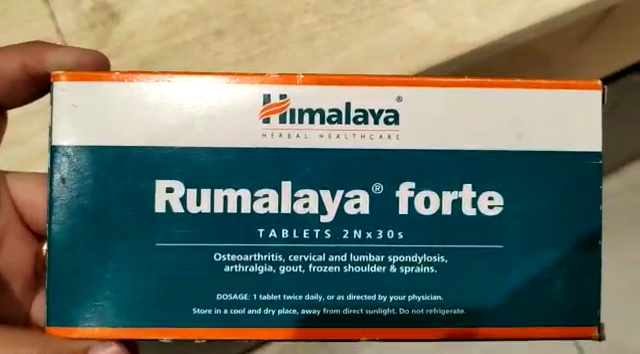 Himalaya®
HERBAL HEALTHCARE
Rumalaya® forte
TABLETS 2Nx30s
Osteoarthritis, cervical and lumbar spondylosis,
arthralgia, gout, frozen shoulder & sprains.
DOSAGE: 1 tablet twice daily, or as directed by your physician.
Store in a cool and dry place, away from direct sunlight. Do not refrigerate.